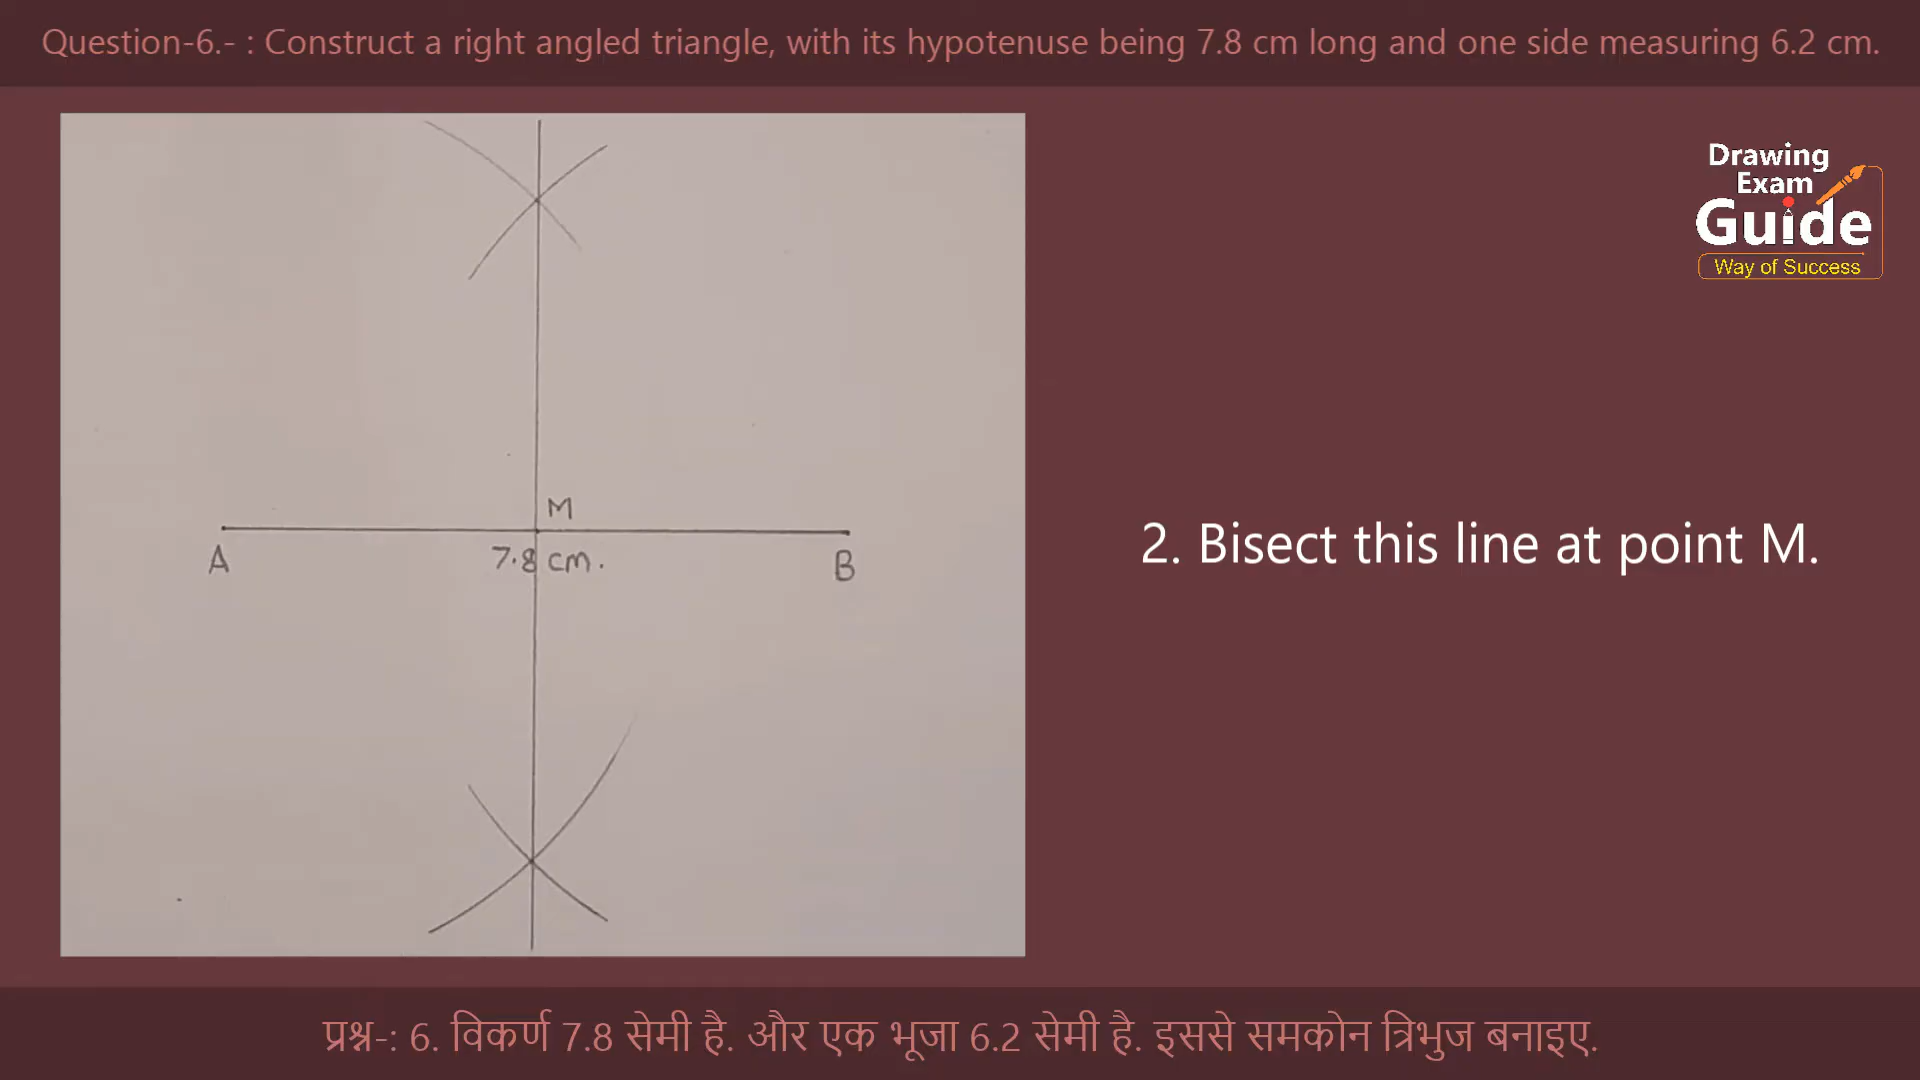 Question-6.- : Construct a right angled triangle, with its hypotenuse being 7.8 cm long and one side measuring 6.2 cm.
Drawing
Exam
Guide
Way of Success
M
A
7.8 cm.
B
2. Bisect this line at point M.
प्रश्न-: 6. विकर्ण 7.8 सेमी है. और एक भूजा 6.2 सेमी है. इससे समकोन त्रिभुज बनाइए.